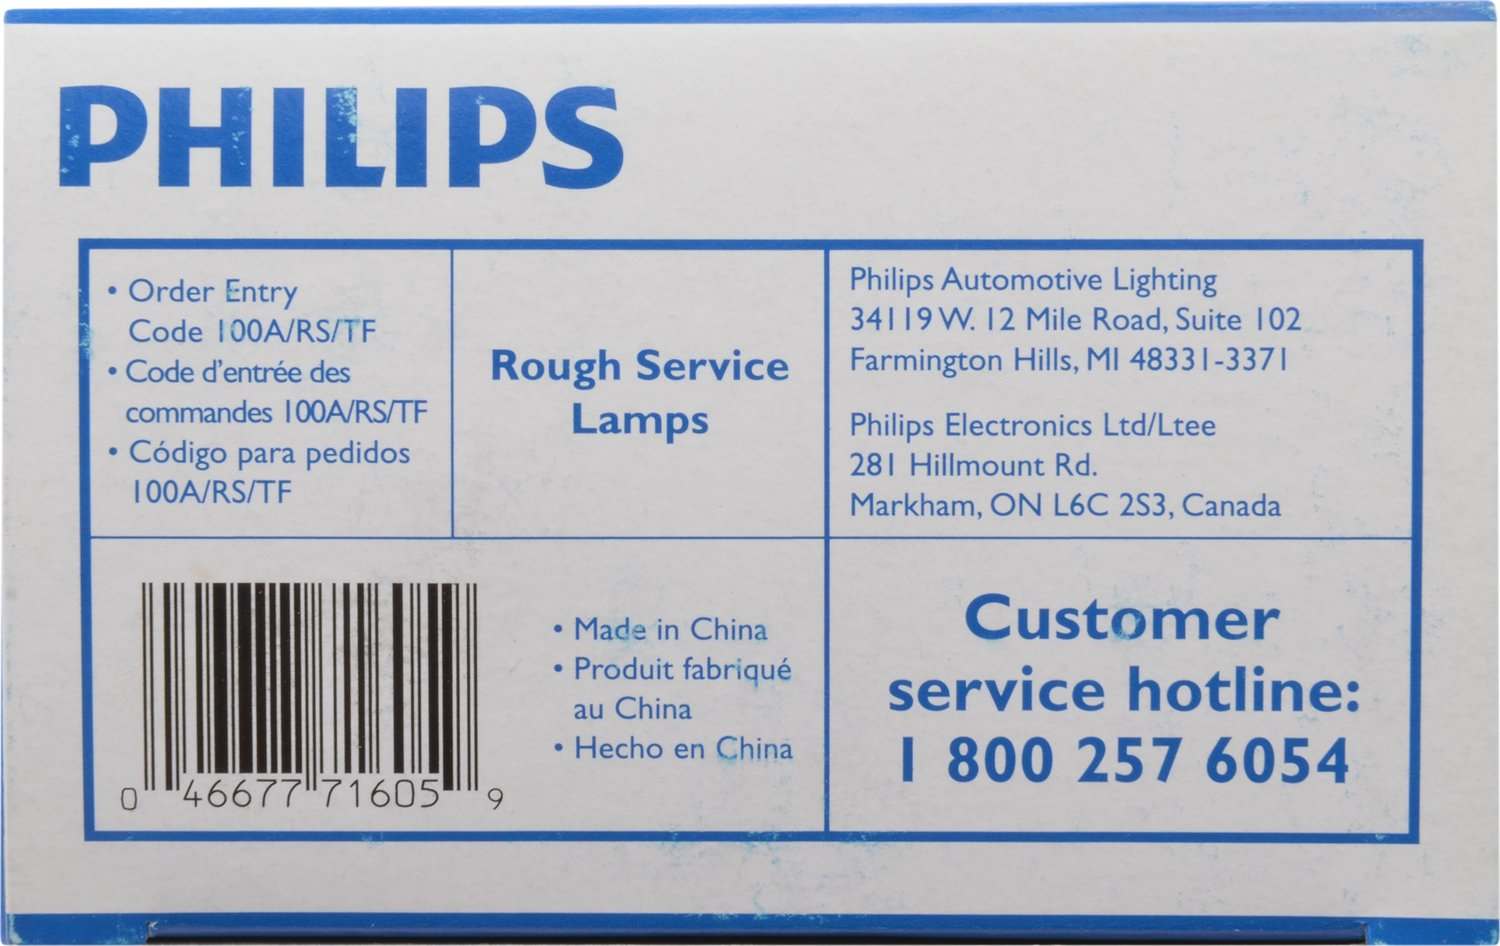 PHILIPS
• Order Entry
Code 100A/RS/TF
• Code d'entrée des
commandes 100A/RS/TF
• Código para pedidos
100A/RS/TF
Rough Service
Lamps
Philips Automotive Lighting
34119 W. 12 Mile Road, Suite 102
Farmington Hills, MI 48331-3371
Philips Electronics Ltd/Ltee
281 Hillmount Rd.
Markham, ON L6C 2S3, Canada
0 46677 71605 9
• Made in China
• Produit fabriqué
au China
• Hecho en China
Customer
service hotline:
1 800 257 6054